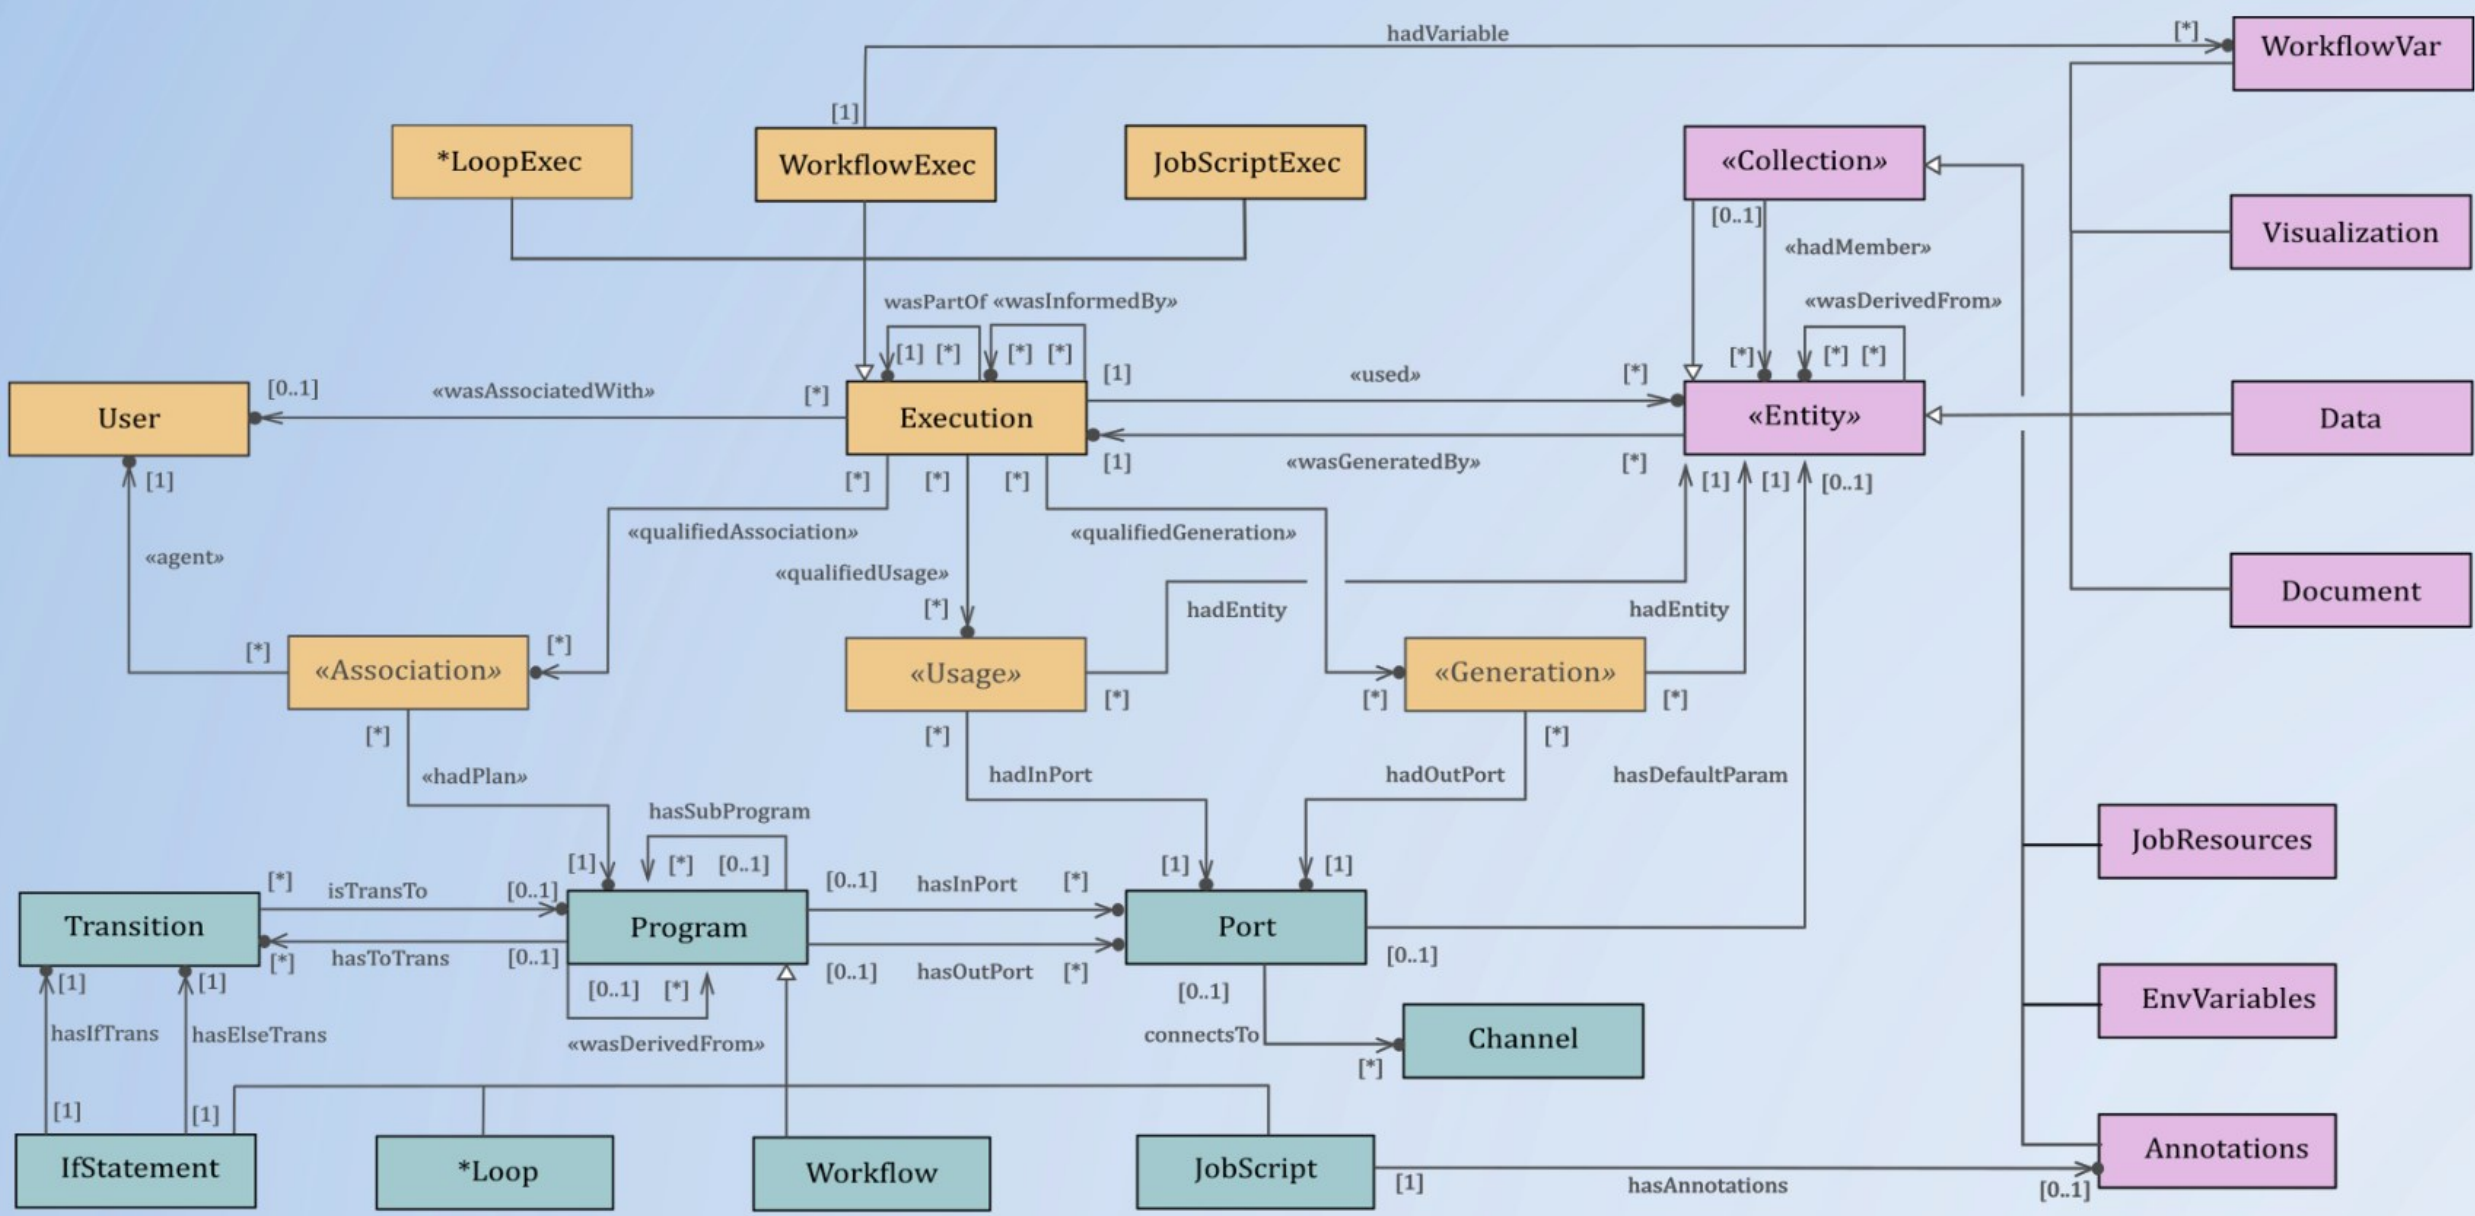 hadVariable
[*]
WorkflowVar
[1]
*LoopExec
WorkflowExec
JobScriptExec
«Collection»
[0..1]
«hadMember»
Visualization
wasPartOf «wasInformedBy»
«wasDerivedFrom»
[1] [*] [*] [*]
[*] [*] [*]
User
[0..1]
«wasAssociatedWith»
[*]
Execution
[1]
«used»
[*]
«Entity»
Data
[1]
«wasGeneratedBy»
[*]
[1]
[*] [*] [*]
[1] [1] [0..1]
«agent»
«qualifiedAssociation»
«qualifiedGeneration»
«qualifiedUsage»
[*]
hadEntity
hadEntity
Document
[*]
«Association»
[*]
«Usage»
[*]
[*]
«Generation»
[*]
[*]
[*]
[*]
«hadPlan»
hadInPort
hadOutPort
hasDefaultParam
hasSubProgram
JobResources
[1]
[*] [0..1]
[1]
[1]
Transition
[*]
isTransTo
[0..1]
Program
[0..1]
hasInPort
[*]
Port
[*]
hasToTrans
[0..1]
[0..1]
hasOutPort
[*]
[0..1]
[1]
[1]
[0..1] [*]
[0..1]
EnvVariables
hasIfTrans
hasElseTrans
«wasDerivedFrom»
connectsTo
Channel
[*]
[1]
[1]
IfStatement
*Loop
Workflow
JobScript
[1]
hasAnnotations
[0..1]
Annotations